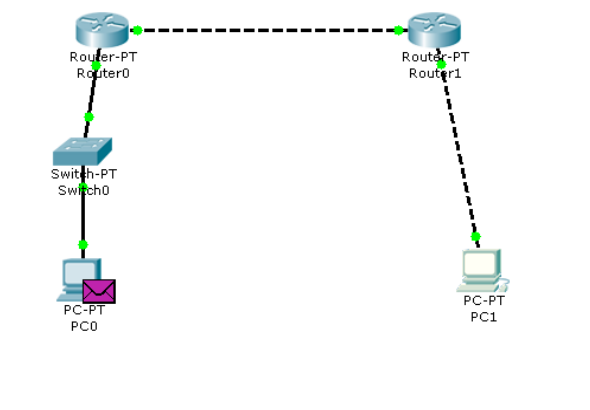 Router-PT
Router0
Router-PT
Router1
Switch-PT
Switch0
PC-PT
PC0
PC-PT
PC1